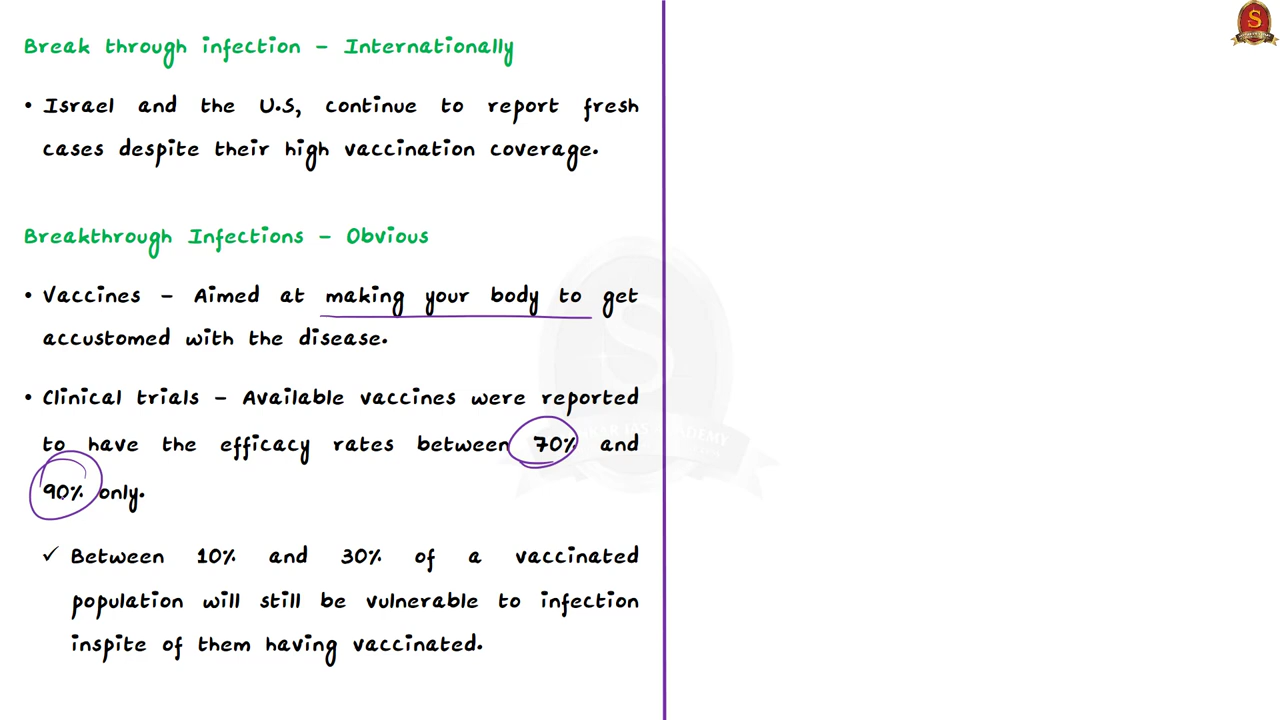 Break through infection – Internationally
• Israel and the U.S, continue to report fresh
cases despite their high vaccination coverage.
Breakthrough Infections – Obvious
• Vaccines – Aimed at making your body to get
accustomed with the disease.
• Clinical trials – Available vaccines were reported
to have the efficacy rates between 70% and
90% only.
✓ Between 10% and 30% of a vaccinated
population will still be vulnerable to infection
inspite of them having vaccinated.
S